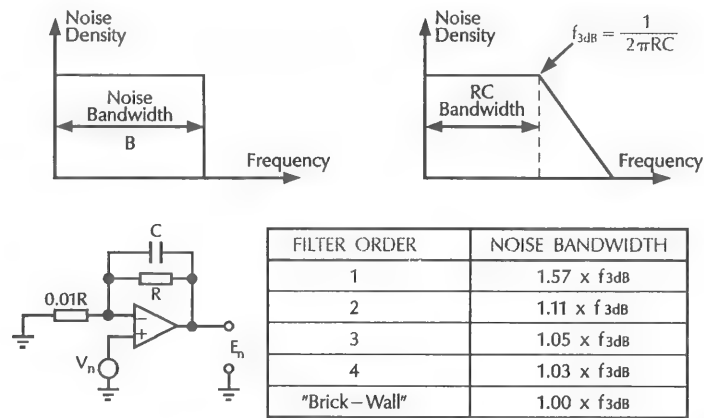 Noise
Density
Noise
Bandwidth
B
Frequency
Noise
Density
f3dB = 1 / 2πRC
RC
Bandwidth
Frequency
C
R
0.01R
−
+
Vn
En
FILTER ORDER NOISE BANDWIDTH
1 1.57 x f3dB
2 1.11 x f3dB
3 1.05 x f3dB
4 1.03 x f3dB
"Brick−Wall" 1.00 x f3dB